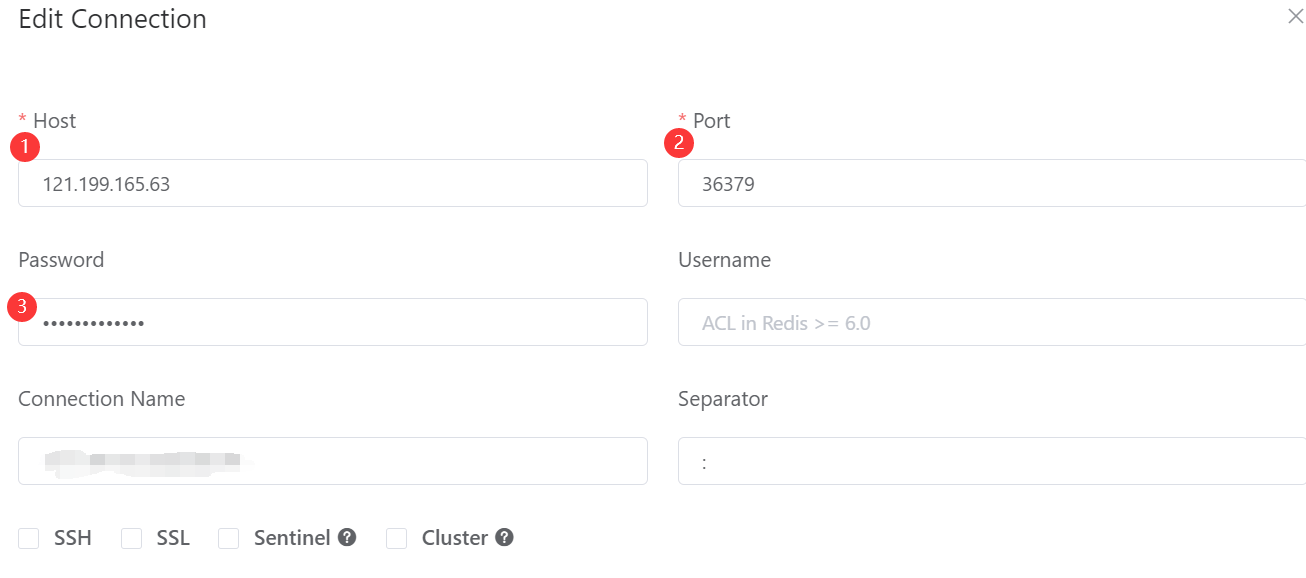 Edit Connection
* Host
* Port
1
2
121.199.165.63
36379
Password
Username
3
•••••••••••••
ACL in Redis >= 6.0
Connection Name
Separator
:
SSH SSL Sentinel ? Cluster ?